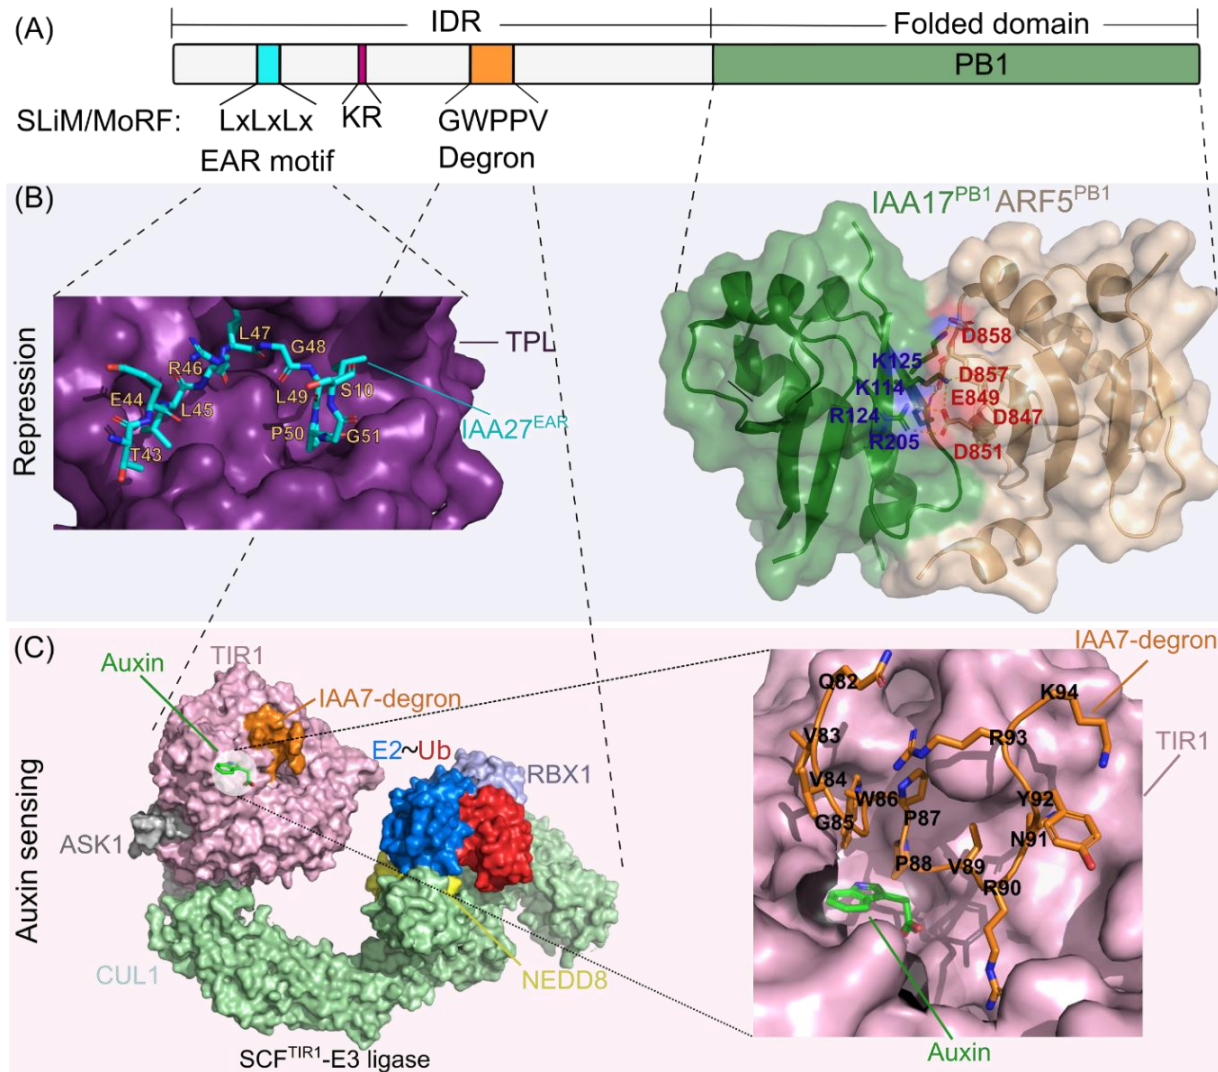 (A)
IDR
Folded domain
PB1
SLiM/MoRF:
LxLxLx
KR
GWPPV
EAR motif
Degron
(B)
Repression
L47
G48
R46
E44
L45
L49
S10
P50
G51
T43
TPL
IAA27EAR
IAA17PB1 ARF5PB1
K125
K114
R124
R205
D858
D857
E849
D847
D851
(C)
Auxin sensing
Auxin
TIR1
IAA7-degron
E2~Ub
RBX1
ASK1
CUL1
NEDD8
SCFTIR1-E3 ligase
IAA7-degron
Q82
K94
V83
R93
TIR1
V84
W86
Y92
G85
P87
N91
P88
V89
R90
Auxin